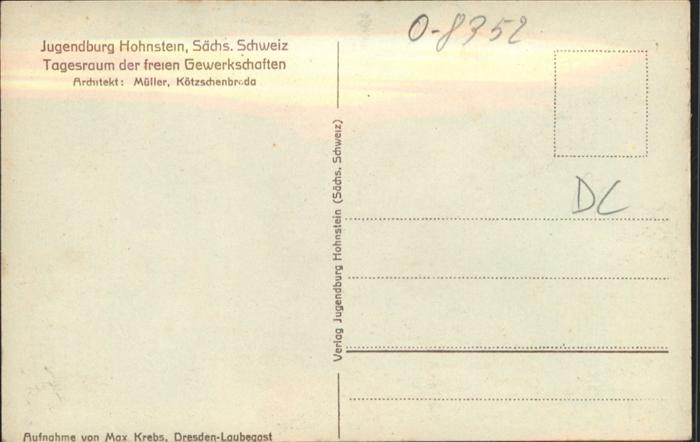 Jugendburg Hohnstein, Sächs. Schweiz
Tagesraum der freien Gewerkschaften
Architekt: Müller, Kötzschenbroda
O-8352
DC
Verlag Jugendburg Hohnstein (Sächs. Schweiz)
Aufnahme von Max Krebs, Dresden-Laubegast